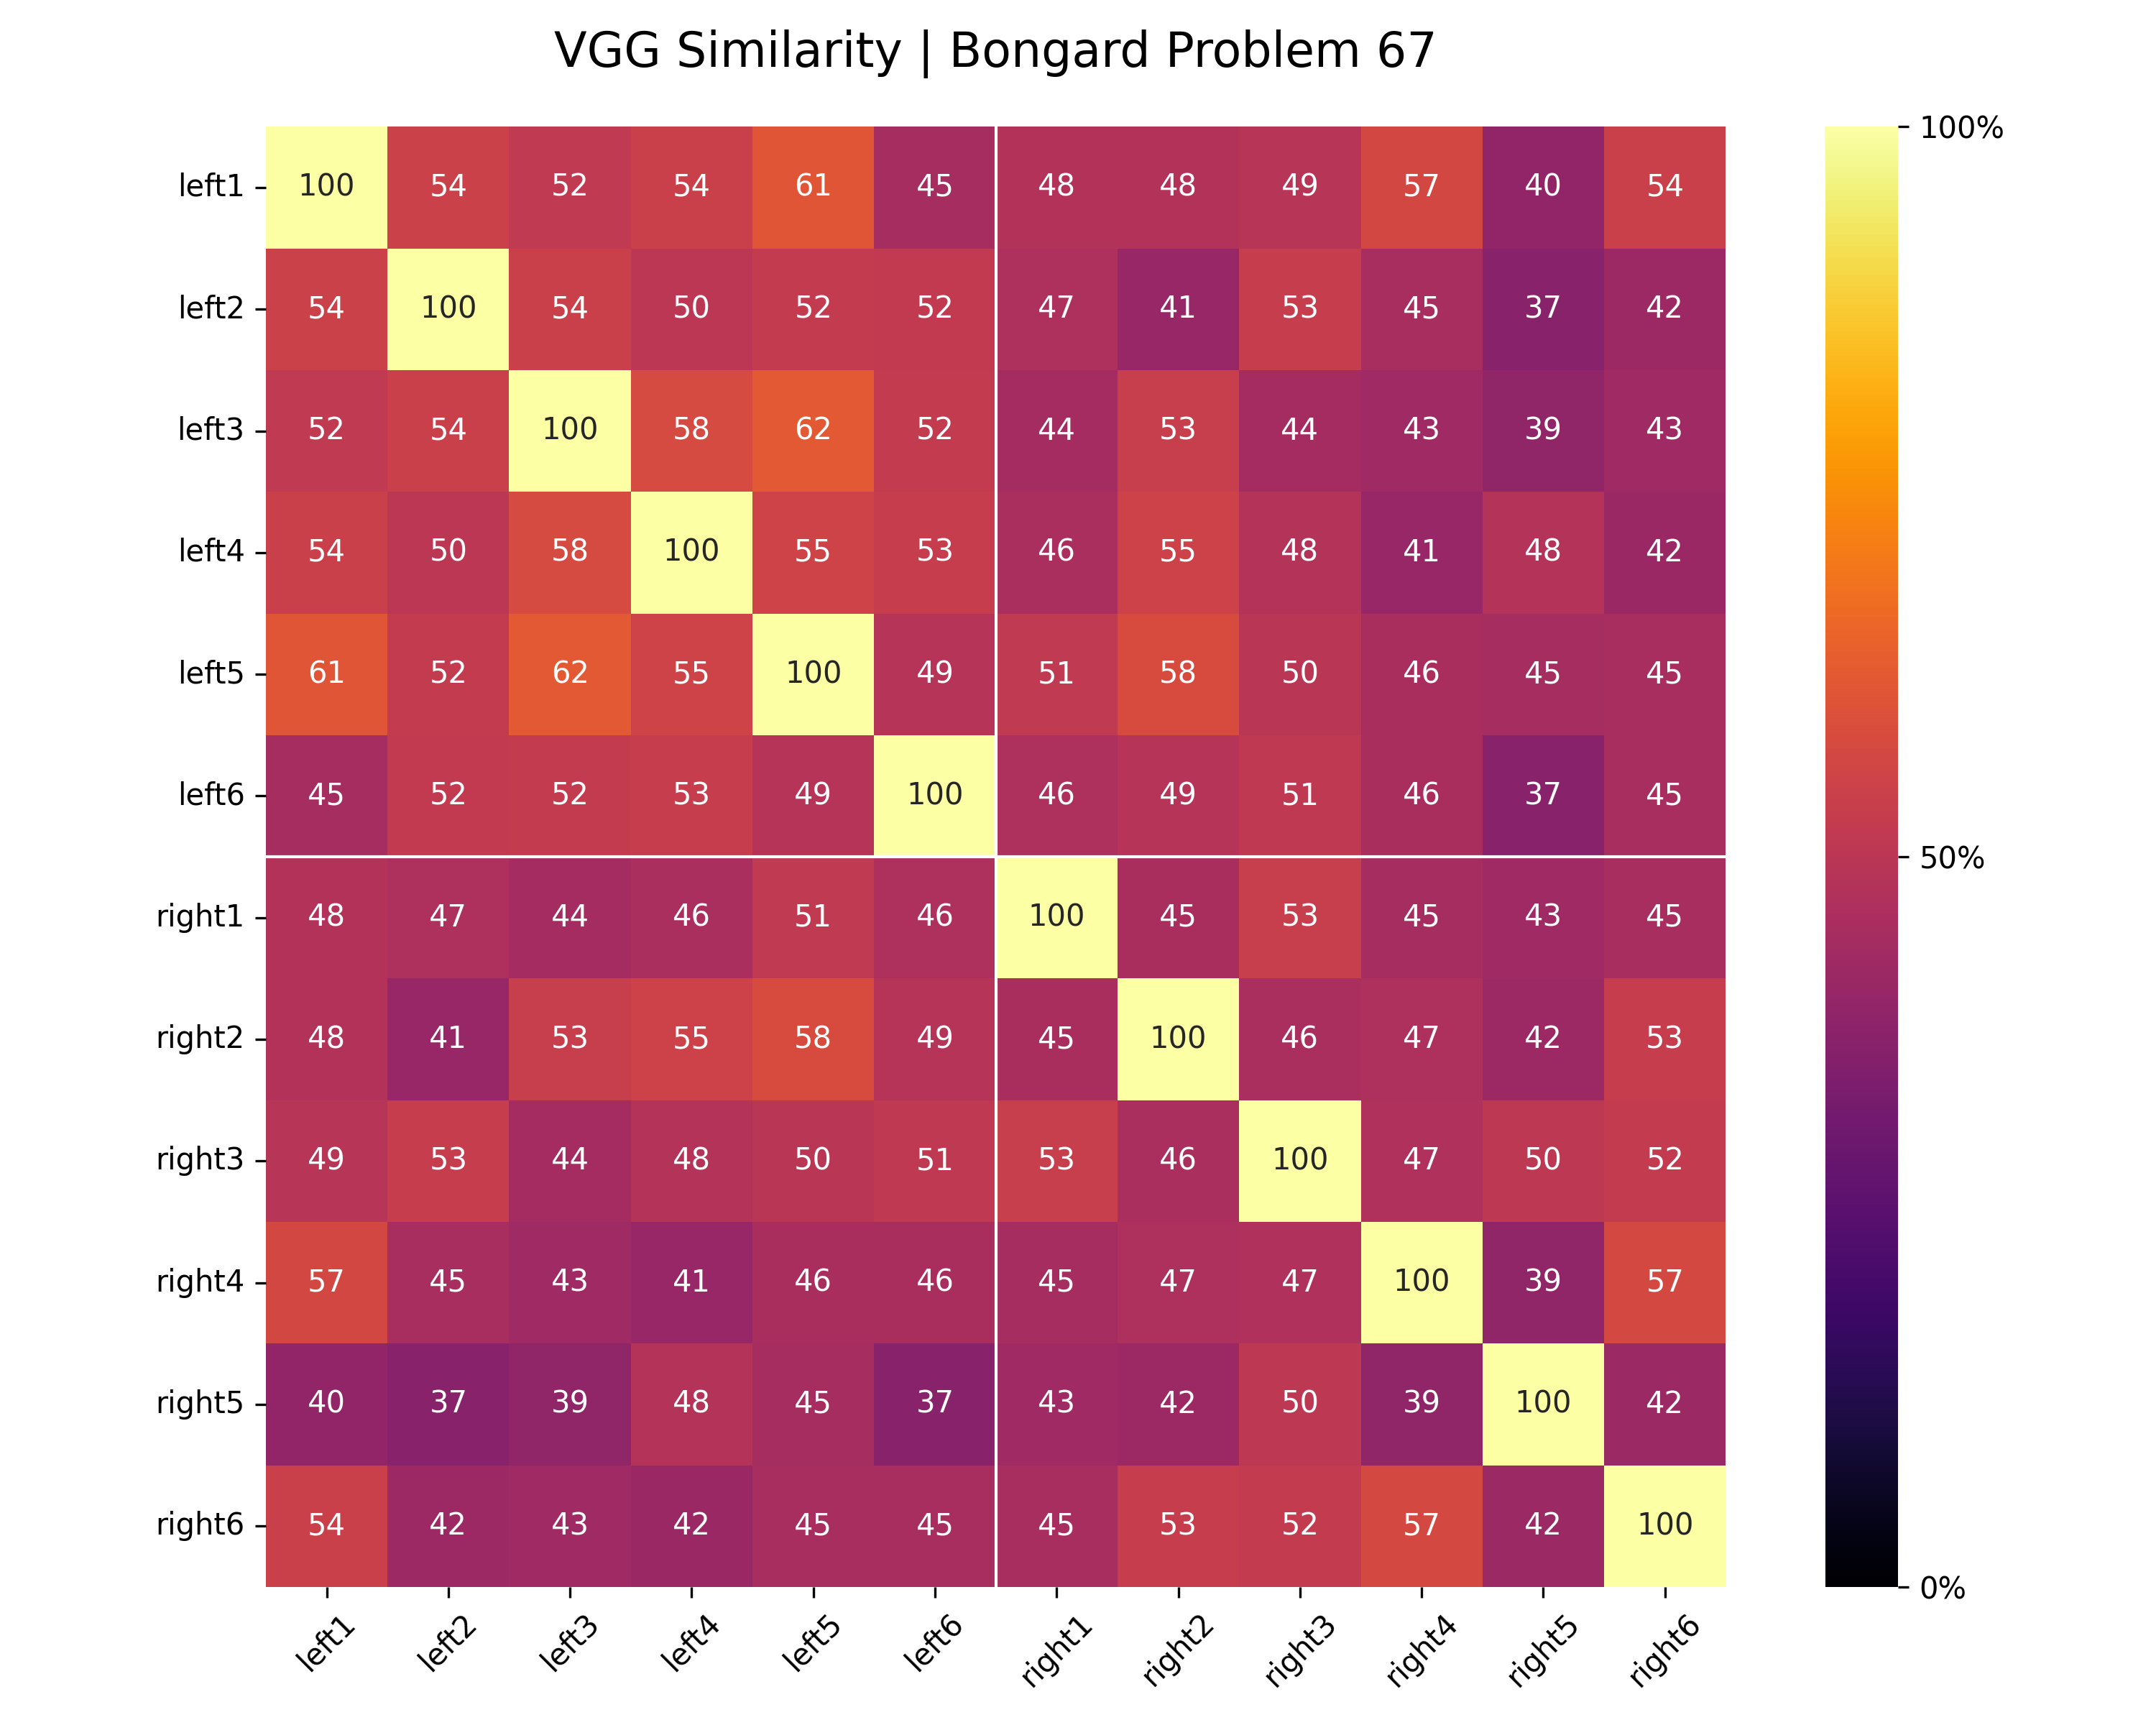 VGG Similarity | Bongard Problem 67
left1 100 54 52 54 61 45 48 48 49 57 40 54
left2 54 100 54 50 52 52 47 41 53 45 37 42
left3 52 54 100 58 62 52 44 53 44 43 39 43
left4 54 50 58 100 55 53 46 55 48 41 48 42
left5 61 52 62 55 100 49 51 58 50 46 45 45
left6 45 52 52 53 49 100 46 49 51 46 37 45
right1 48 47 44 46 51 46 100 45 53 45 43 45
right2 48 41 53 55 58 49 45 100 46 47 42 53
right3 49 53 44 48 50 51 53 46 100 47 50 52
right4 57 45 43 41 46 46 45 47 47 100 39 57
right5 40 37 39 48 45 37 43 42 50 39 100 42
right6 54 42 43 42 45 45 45 53 52 57 42 100
left1 left2 left3 left4 left5 left6 right1 right2 right3 right4 right5 right6
100%
50%
0%